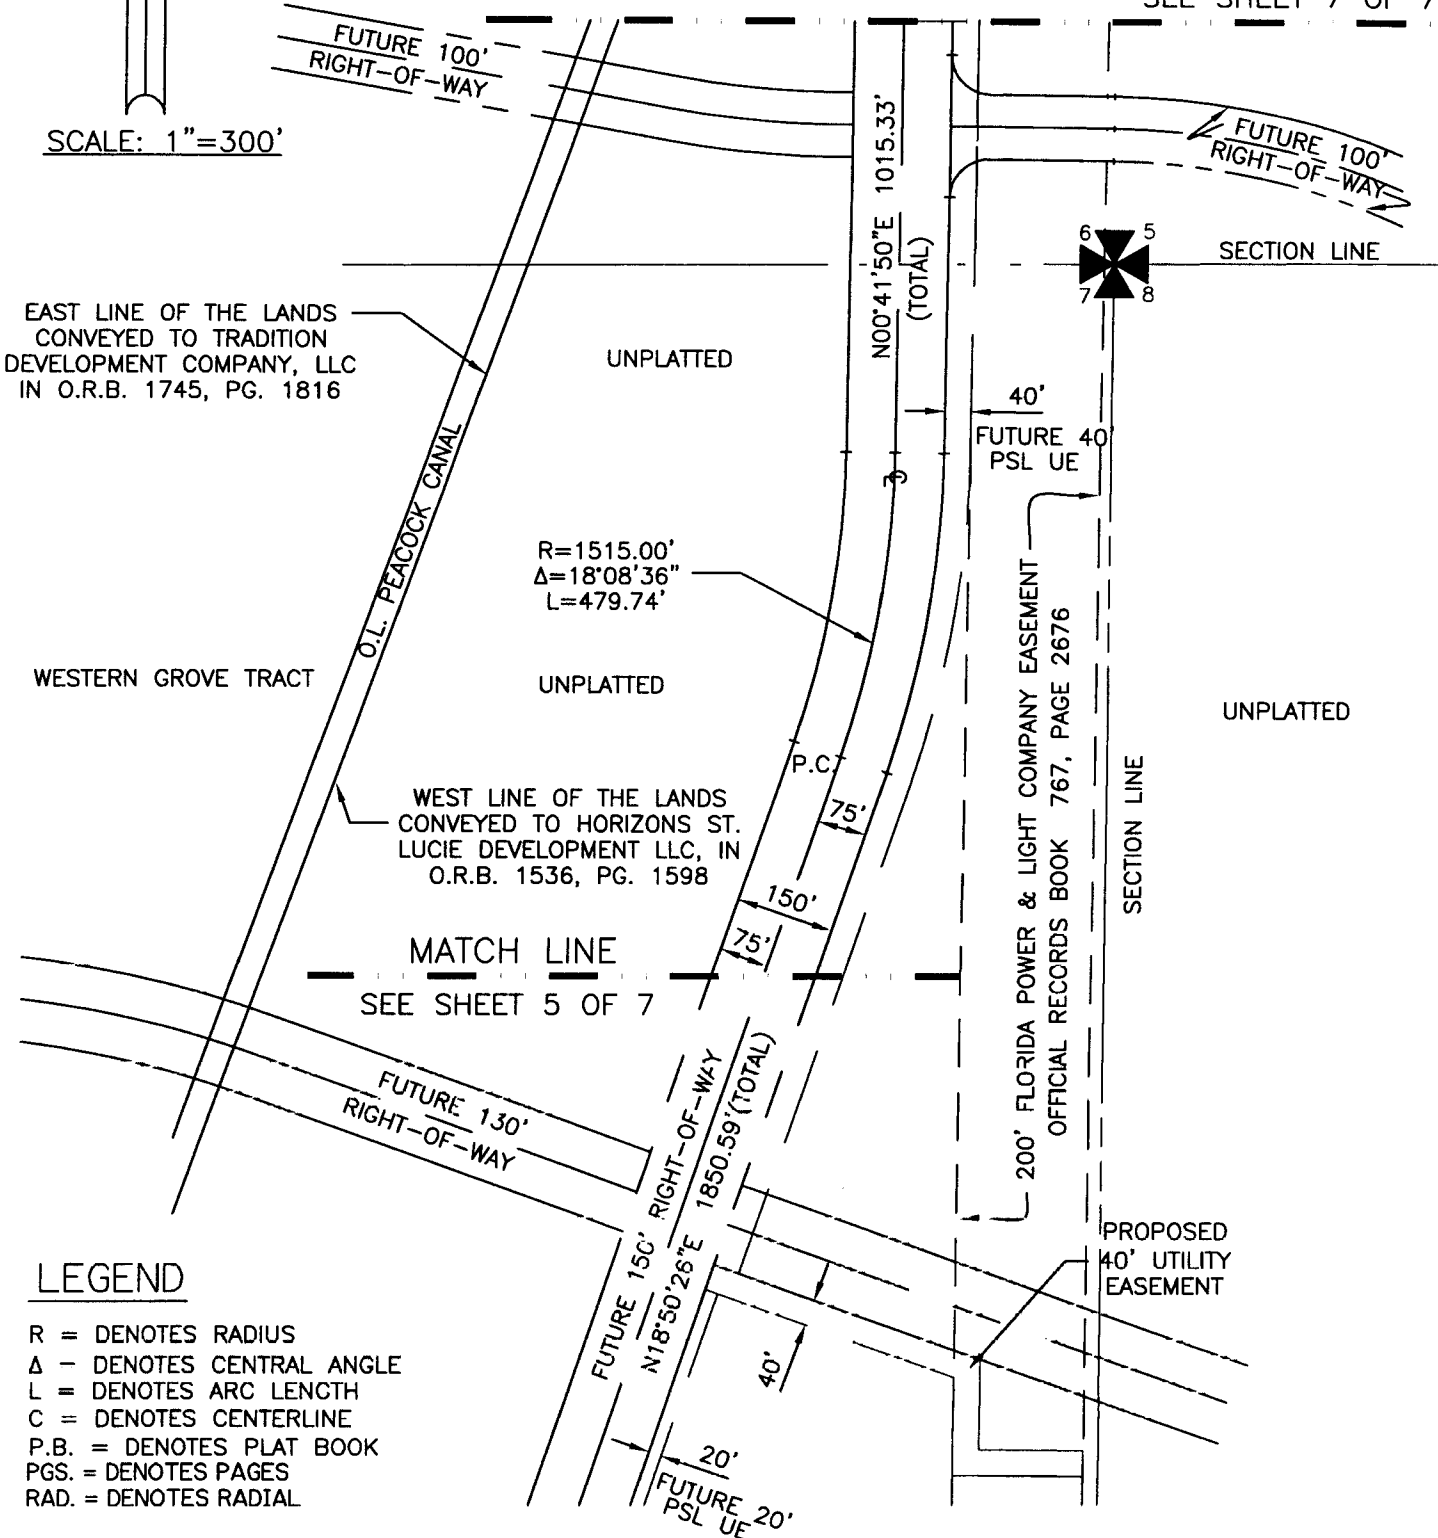 SEE SHEET 7 OF 7
FUTURE 100'
RIGHT-OF-WAY
SCALE: 1"=300'
N00°41'50"E 1015.33'
(TOTAL)
FUTURE 100'
RIGHT-OF-WAY
6 5
7 8
SECTION LINE
EAST LINE OF THE LANDS
CONVEYED TO TRADITION
DEVELOPMENT COMPANY, LLC
IN O.R.B. 1745, PG. 1816
UNPLATTED
40'
FUTURE 40'
PSL UE
O.L. PEACOCK CANAL
R=1515.00'
Δ=18°08'36"
L=479.74'
WESTERN GROVE TRACT
UNPLATTED
UNPLATTED
200' FLORIDA POWER & LIGHT COMPANY EASEMENT
OFFICIAL RECORDS BOOK 767, PAGE 2676
SECTION LINE
P.C.
WEST LINE OF THE LANDS
CONVEYED TO HORIZONS ST.
LUCIE DEVELOPMENT LLC, IN
O.R.B. 1536, PG. 1598
75'
150'
75'
MATCH LINE
SEE SHEET 5 OF 7
FUTURE 130'
RIGHT-OF-WAY
FUTURE 150' RIGHT-OF-WAY
N18°50'26"E 1850.59'(TOTAL)
PROPOSED
40' UTILITY
EASEMENT
40'
20'
FUTURE 20'
PSL UE
LEGEND
R = DENOTES RADIUS
Δ - DENOTES CENTRAL ANGLE
L = DENOTES ARC LENGTH
C = DENOTES CENTERLINE
P.B. = DENOTES PLAT BOOK
PGS. = DENOTES PAGES
RAD. = DENOTES RADIAL